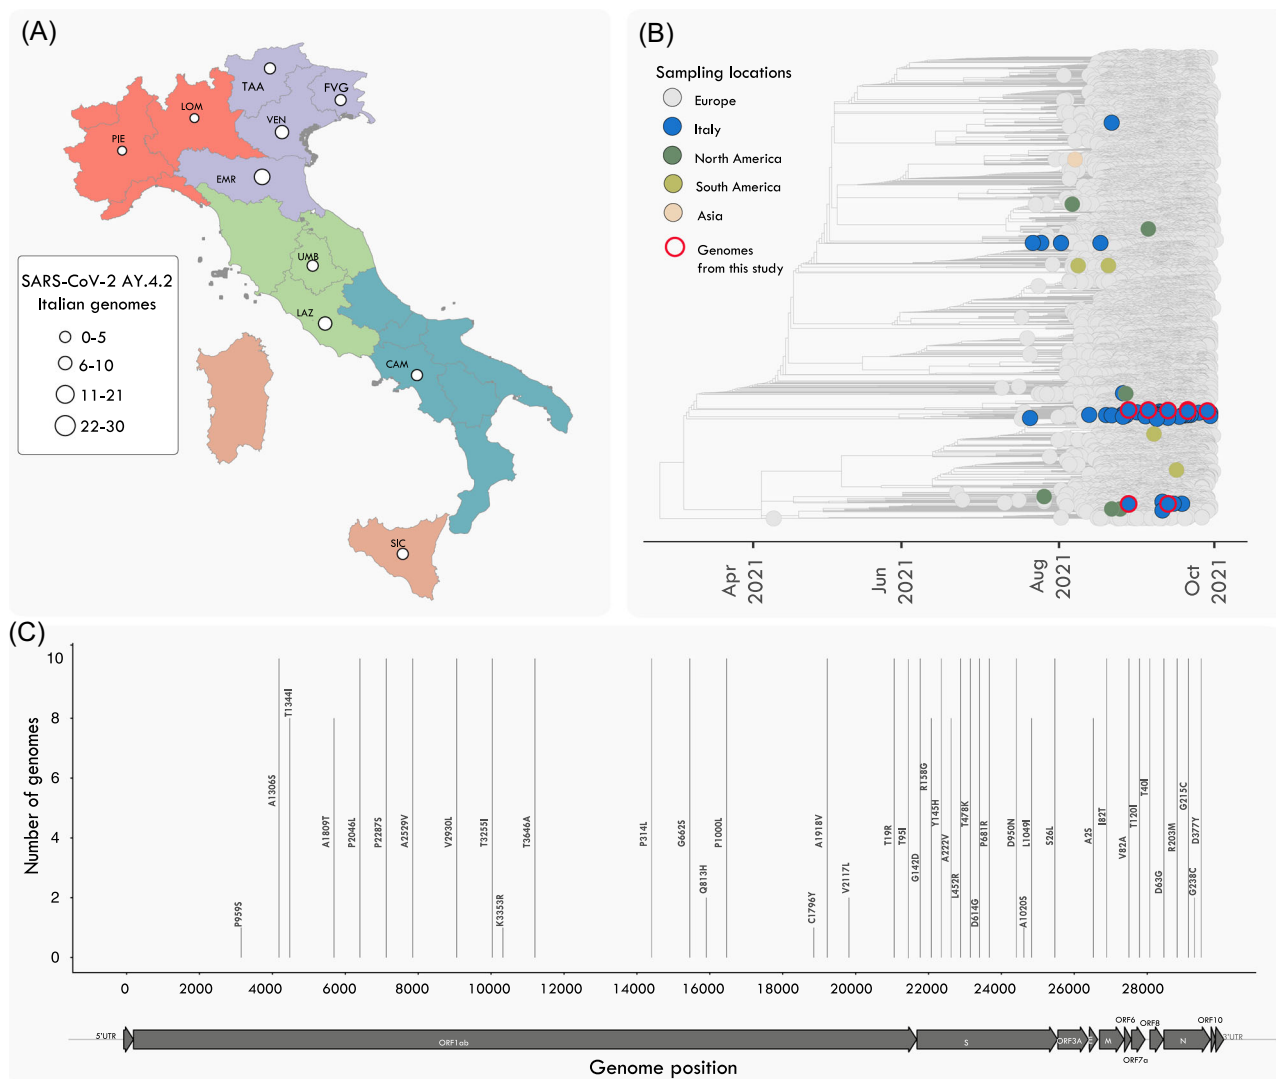 (A)
TAA
FVG
LOM
VEN
PIE
EMR
UMB
LAZ
CAM
SIC
SARS-CoV-2 AY.4.2
Italian genomes
0-5
6-10
11-21
22-30
(B)
Sampling locations
Europe
Italy
North America
South America
Asia
Genomes
from this study
Apr
2021
Jun
2021
Aug
2021
Oct
2021
(C)
Number of genomes
10
8
6
4
2
0
P959S
A1306S
T1344I
A1809T
P2046L
P2287S
A2529V
V2930L
T3255I
K3353R
T3646A
P314L
G662S
Q813H
P1000L
C1796Y
A1918V
V2117L
T19R
T95I
G142D
R158G
Y145H
A222V
L452R
T478K
D614G
P681R
D950N
A1020S
L1049I
S26L
A2S
I82T
V82A
T120I
T40I
D63G
R203M
G215C
G238C
D377Y
0
2000
4000
6000
8000
10000
12000
14000
16000
18000
20000
22000
24000
26000
28000
5'UTR
ORF1ab
S
ORF3A
E
M
ORF6
ORF7a
ORF8
N
ORF10
3'UTR
Genome position